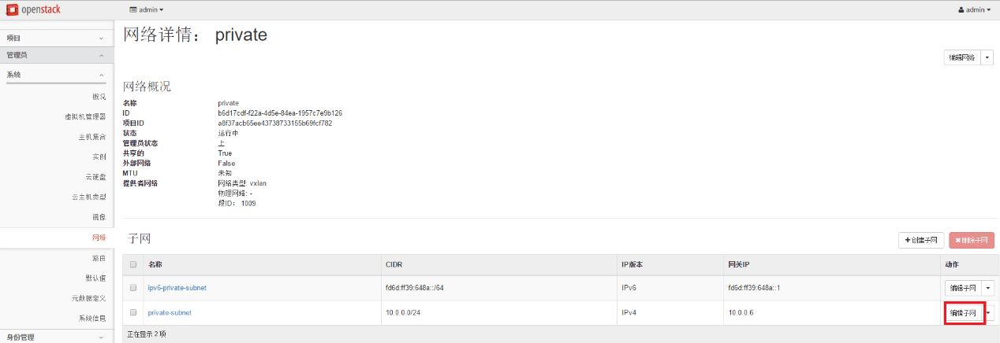 openstack
admin
admin
项目
管理员
系统
概况
虚拟机管理器
主机集合
实例
云硬盘
云主机类型
镜像
网络
路由
默认值
元数据定义
系统信息
身份管理
网络详情： private
编辑网络
网络概况
名称 private
ID b6d17cdf-f22a-4d5e-84ea-1957c7e9b126
项目ID a8f37acb65ee43738733155b69fcf782
状态 运行中
管理员状态 上
共享的 True
外部网络 False
MTU 未知
提供者网络 网络类型: vxlan
物理网络: -
段ID： 1009
子网
创建子网 删除子网
名称 CIDR IP版本 网关IP 动作
ipv6-private-subnet fd6d:ff39:648a::/64 IPv6 fd6d:ff39:648a::1 编辑子网
private-subnet 10.0.0.0/24 IPv4 10.0.0.6 编辑子网
正在显示 2 项